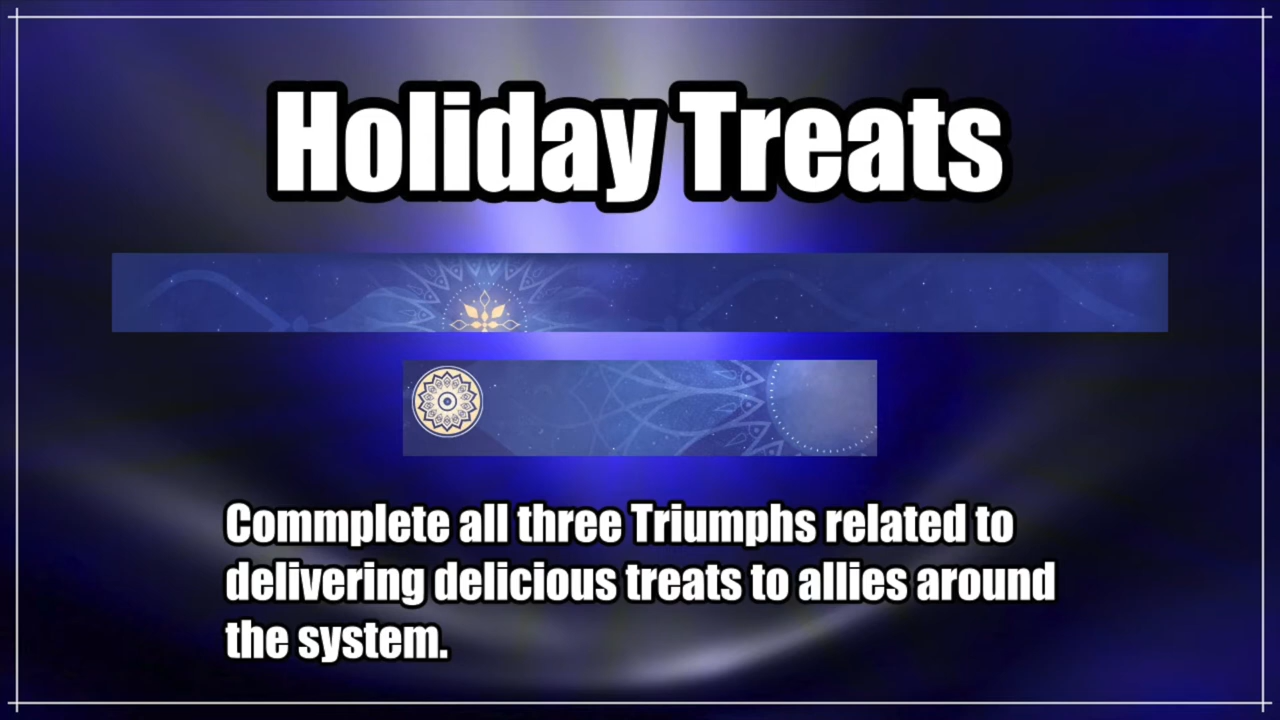 Holiday Treats
Commplete all three Triumphs related to
delivering delicious treats to allies around
the system.